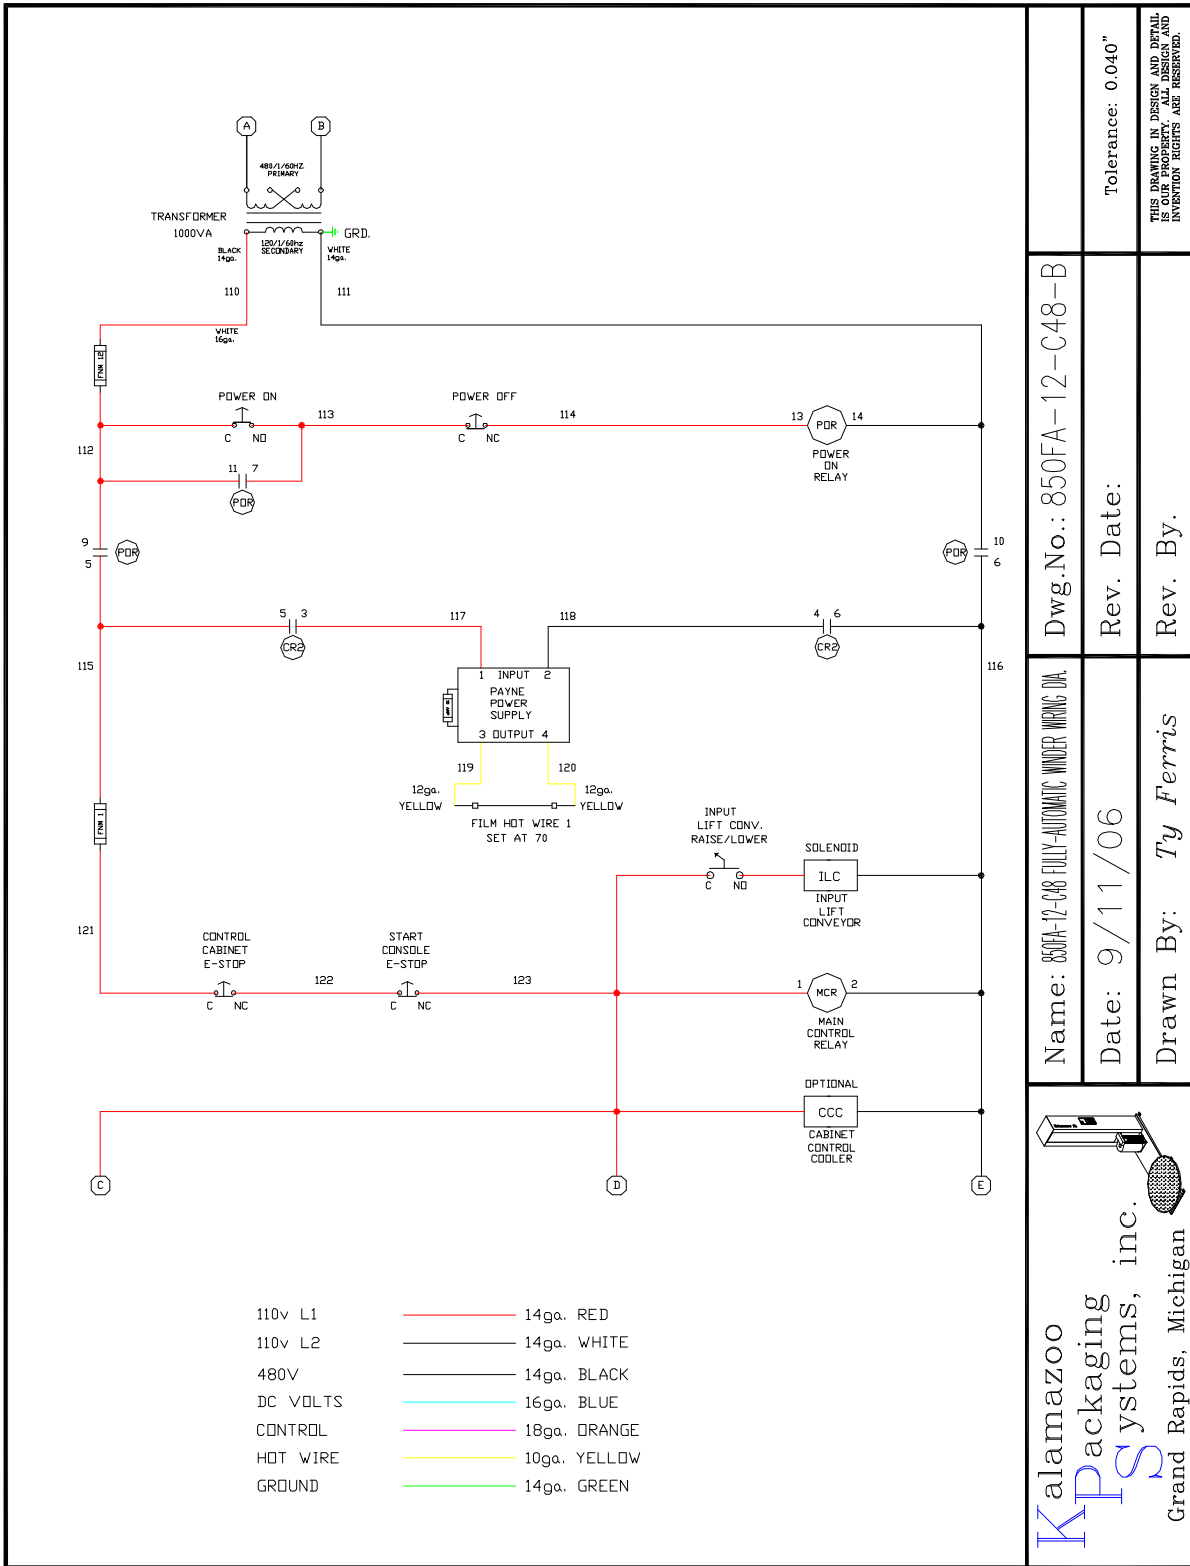 A
B
480/1/60HZ.
PRIMARY
TRANSFORMER
1000VA
GRD.
BLACK
14ga.
120/1/60hz
SECONDARY
WHITE
14ga.
110
111
WHITE
16ga.
FNM 12
POWER ON
C NO
113
POWER OFF
C NC
114
13
POR
14
POWER
ON
RELAY
112
11 7
POR
9
5
POR
POR
10
6
5 3
CR2
117
118
4 6
CR2
115
116
1 INPUT 2
PAYNE
POWER
SUPPLY
3 OUTPUT 4
119
120
12ga.
YELLOW
12ga.
YELLOW
FILM HOT WIRE 1
SET AT 70
FNM 1
INPUT
LIFT CONV.
RAISE/LOWER
C NO
SOLENOID
ILC
INPUT
LIFT
CONVEYOR
121
CONTROL
CABINET
E-STOP
C NC
122
START
CONSOLE
E-STOP
C NC
123
1
MCR
2
MAIN
CONTROL
RELAY
OPTIONAL
CCC
CABINET
CONTROL
COOLER
C
D
E
110v L1 14ga. RED
110v L2 14ga. WHITE
480V 14ga. BLACK
DC VOLTS 16ga. BLUE
CONTROL 18ga. ORANGE
HOT WIRE 10ga. YELLOW
GROUND 14ga. GREEN
Kalamazoo
Packaging
Systems, inc.
Grand Rapids, Michigan
Name: 850FA-12-C48 FULLY-AUTOMATIC WINDER WIRING DIA.
Date: 9/11/06
Drawn By: Ty Ferris
Dwg.No.: 850FA-12-C48-B
Rev. Date:
Rev. By.
Tolerance: 0.040"
THIS DRAWING IN DESIGN AND DETAIL
IS OUR PROPERTY. ALL DESIGN AND
INVENTION RIGHTS ARE RESERVED.